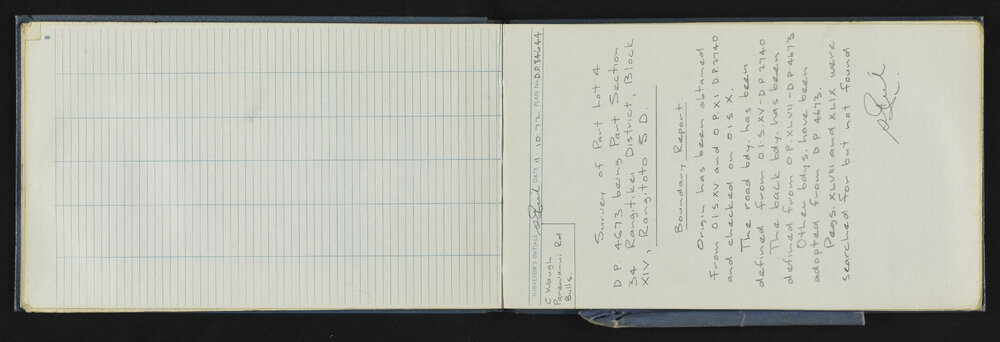 SURVEYOR'S INITIALS DATE 11 10.72 PLAN No. D.P.34644
C Waugh
Parewanui Rd
Bulls
Survey of Part Lot 4
D.P. 4673 being Part Section
34 Rangitikei District, Block
XIV, Rangitoto S D.
Boundary Report
Origin has been obtained
from O I S XV and O P XI D P 2740
and checked on O I S X.
The road bdy. has been
defined from O I S XV - D P. 2740
The back bdy. has been
defined from O P XLVII - D P 4673
Other bdys. have been
adopted from D P 4673.
Pegs XLVIII and XLIX were
searched for but not found